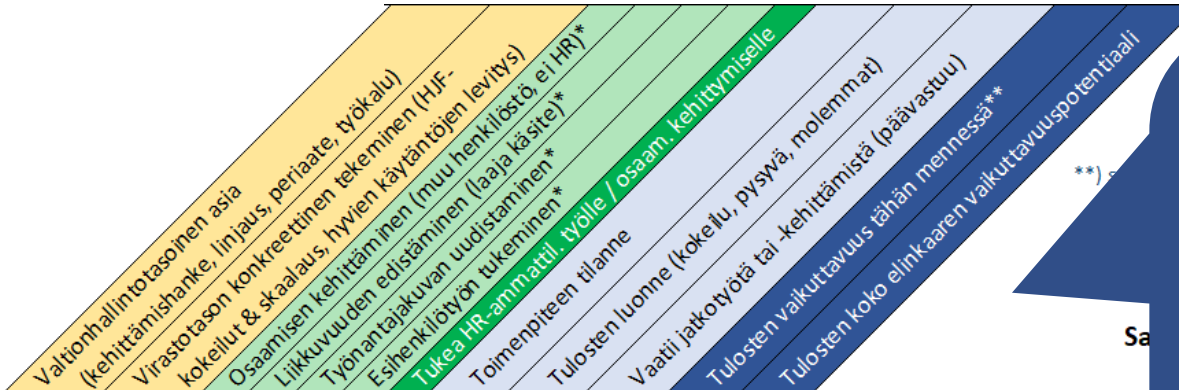 Valtionhallintotasoinen asia
(kehittämishanke, linjaus, periaate, työkalu)
Virastotason konkreettinen tekeminen (HJF-
kokeilut & skaalaus, hyvien käytäntöjen levitys)
Osaamisen kehittäminen (muu henkilöstö, ei HR)*
Liikkuvuuden edistäminen (laaja käsite)*
Työnantajakuvan uudistaminen*
Esihenkilötyön tukeminen*
Tukea HR-ammattil. työlle / osaam. kehittymiselle
Toimenpiteen tilanne
Tulosten luonne (kokeilu, pysyvä, molemmat)
Vaatii jatkotyötä tai -kehittämistä (päävastuu)
Tulosten vaikuttavuus tähän mennessä**
Tulosten koko elinkaaren vaikuttavuuspotentiaali
**)
Sa